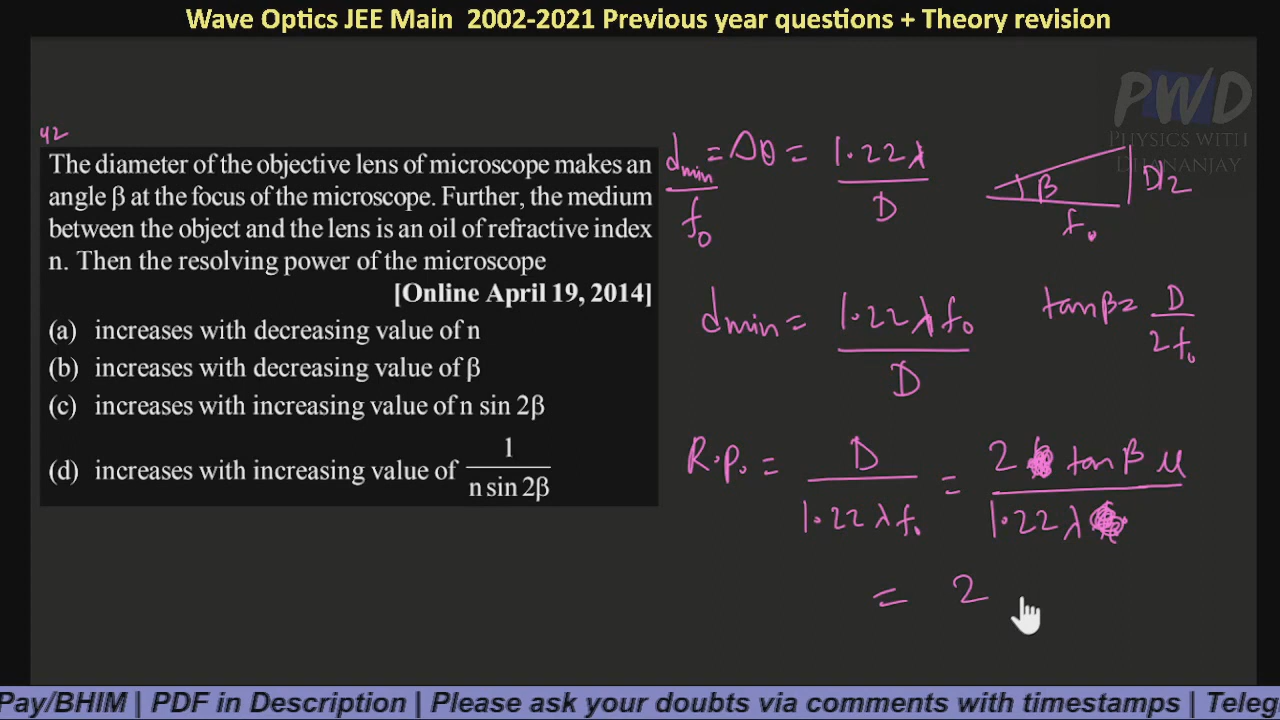 Wave Optics JEE Main 2002-2021 Previous year questions + Theory revision
PWD
PHYSICS WITH
DHANANJAY
42
The diameter of the objective lens of microscope makes an
angle β at the focus of the microscope. Further, the medium
between the object and the lens is an oil of refractive index
n. Then the resolving power of the microscope
[Online April 19, 2014]
(a) increases with decreasing value of n
(b) increases with decreasing value of β
(c) increases with increasing value of n sin 2β
(d) increases with increasing value of 1/(n sin 2β)
dmin/f₀ = Δθ = 1.22λ/D
β D/2
f₀
dmin = 1.22λf₀/D
tanβ = D/2f₀
R.p. = D/1.22λf₀ = 2 tanβ μ/1.22λ
= 2
Pay/BHIM | PDF in Description | Please ask your doubts via comments with timestamps | Teleg